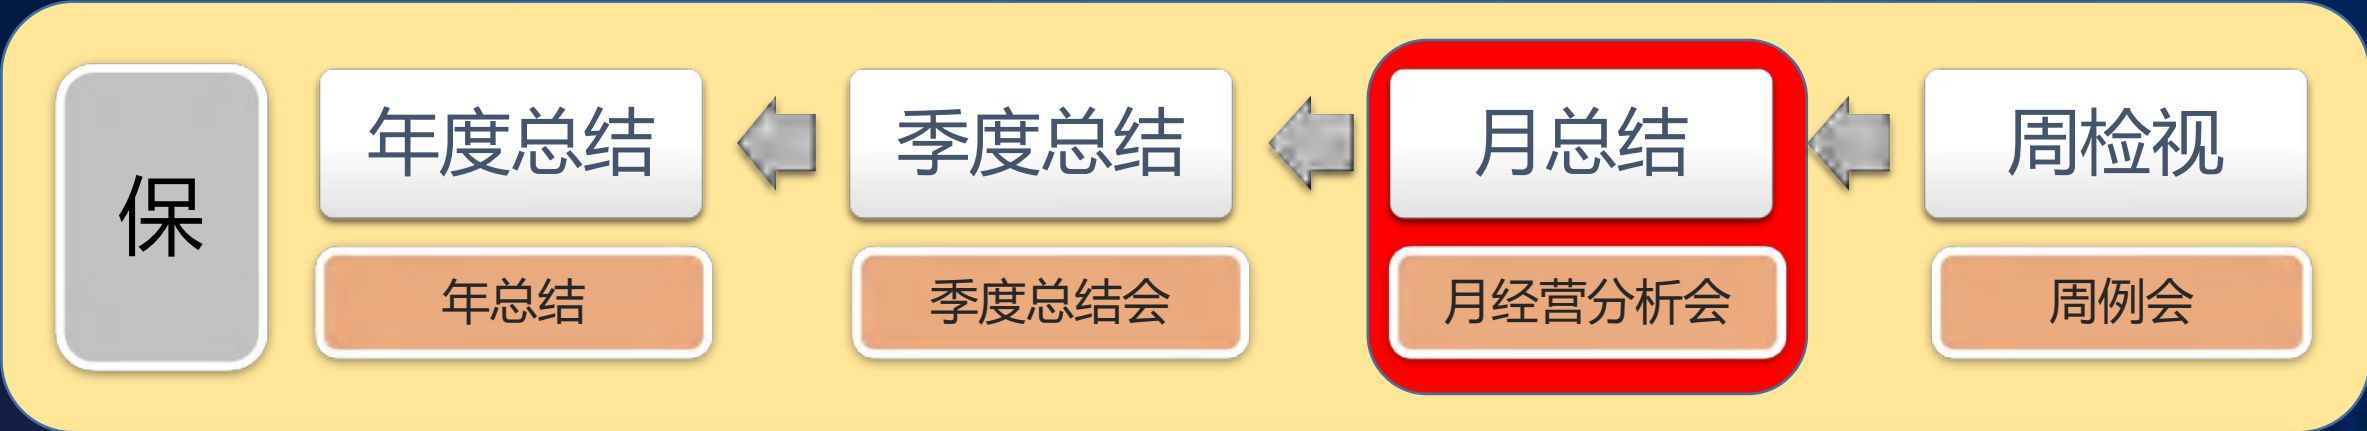 保
年度总结
季度总结
月总结
周检视
年总结
季度总结会
月经营分析会
周例会